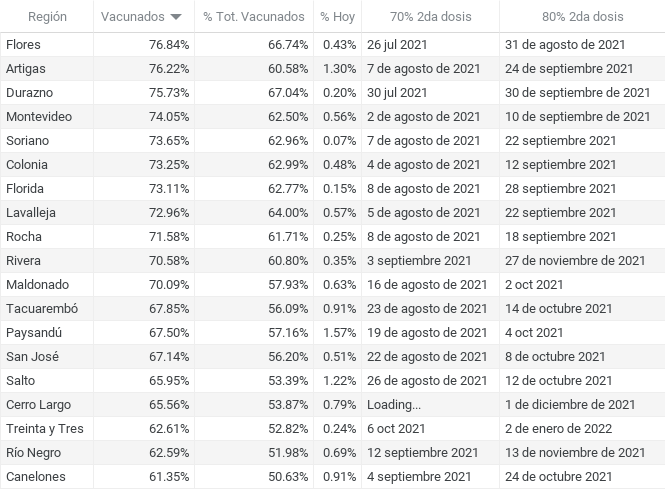 Región Vacunados % Tot. Vacunados % Hoy 70% 2da dosis 80% 2da dosis
Flores 76.84% 66.74% 0.43% 26 jul 2021 31 de agosto de 2021
Artigas 76.22% 60.58% 1.30% 7 de agosto de 2021 24 de septiembre 2021
Durazno 75.73% 67.04% 0.20% 30 jul 2021 30 de septiembre de 2021
Montevideo 74.05% 62.50% 0.56% 2 de agosto de 2021 10 de septiembre de 2021
Soriano 73.65% 62.96% 0.07% 7 de agosto de 2021 22 septiembre 2021
Colonia 73.25% 62.99% 0.48% 4 de agosto de 2021 12 septiembre 2021
Florida 73.11% 62.77% 0.15% 8 de agosto de 2021 28 septiembre 2021
Lavalleja 72.96% 64.00% 0.57% 5 de agosto de 2021 22 septiembre 2021
Rocha 71.58% 61.71% 0.25% 8 de agosto de 2021 18 septiembre 2021
Rivera 70.58% 60.80% 0.35% 3 septiembre 2021 27 de noviembre de 2021
Maldonado 70.09% 57.93% 0.63% 16 de agosto de 2021 2 oct 2021
Tacuarembó 67.85% 56.09% 0.91% 23 de agosto de 2021 14 de octubre 2021
Paysandú 67.50% 57.16% 1.57% 19 de agosto de 2021 4 oct 2021
San José 67.14% 56.20% 0.51% 22 de agosto de 2021 8 de octubre 2021
Salto 65.95% 53.39% 1.22% 26 de agosto de 2021 12 de octubre 2021
Cerro Largo 65.56% 53.87% 0.79% Loading... 1 de diciembre de 2021
Treinta y Tres 62.61% 52.82% 0.24% 6 oct 2021 2 de enero de 2022
Río Negro 62.59% 51.98% 0.69% 12 septiembre 2021 13 de noviembre de 2021
Canelones 61.35% 50.63% 0.91% 4 septiembre 2021 24 de octubre 2021